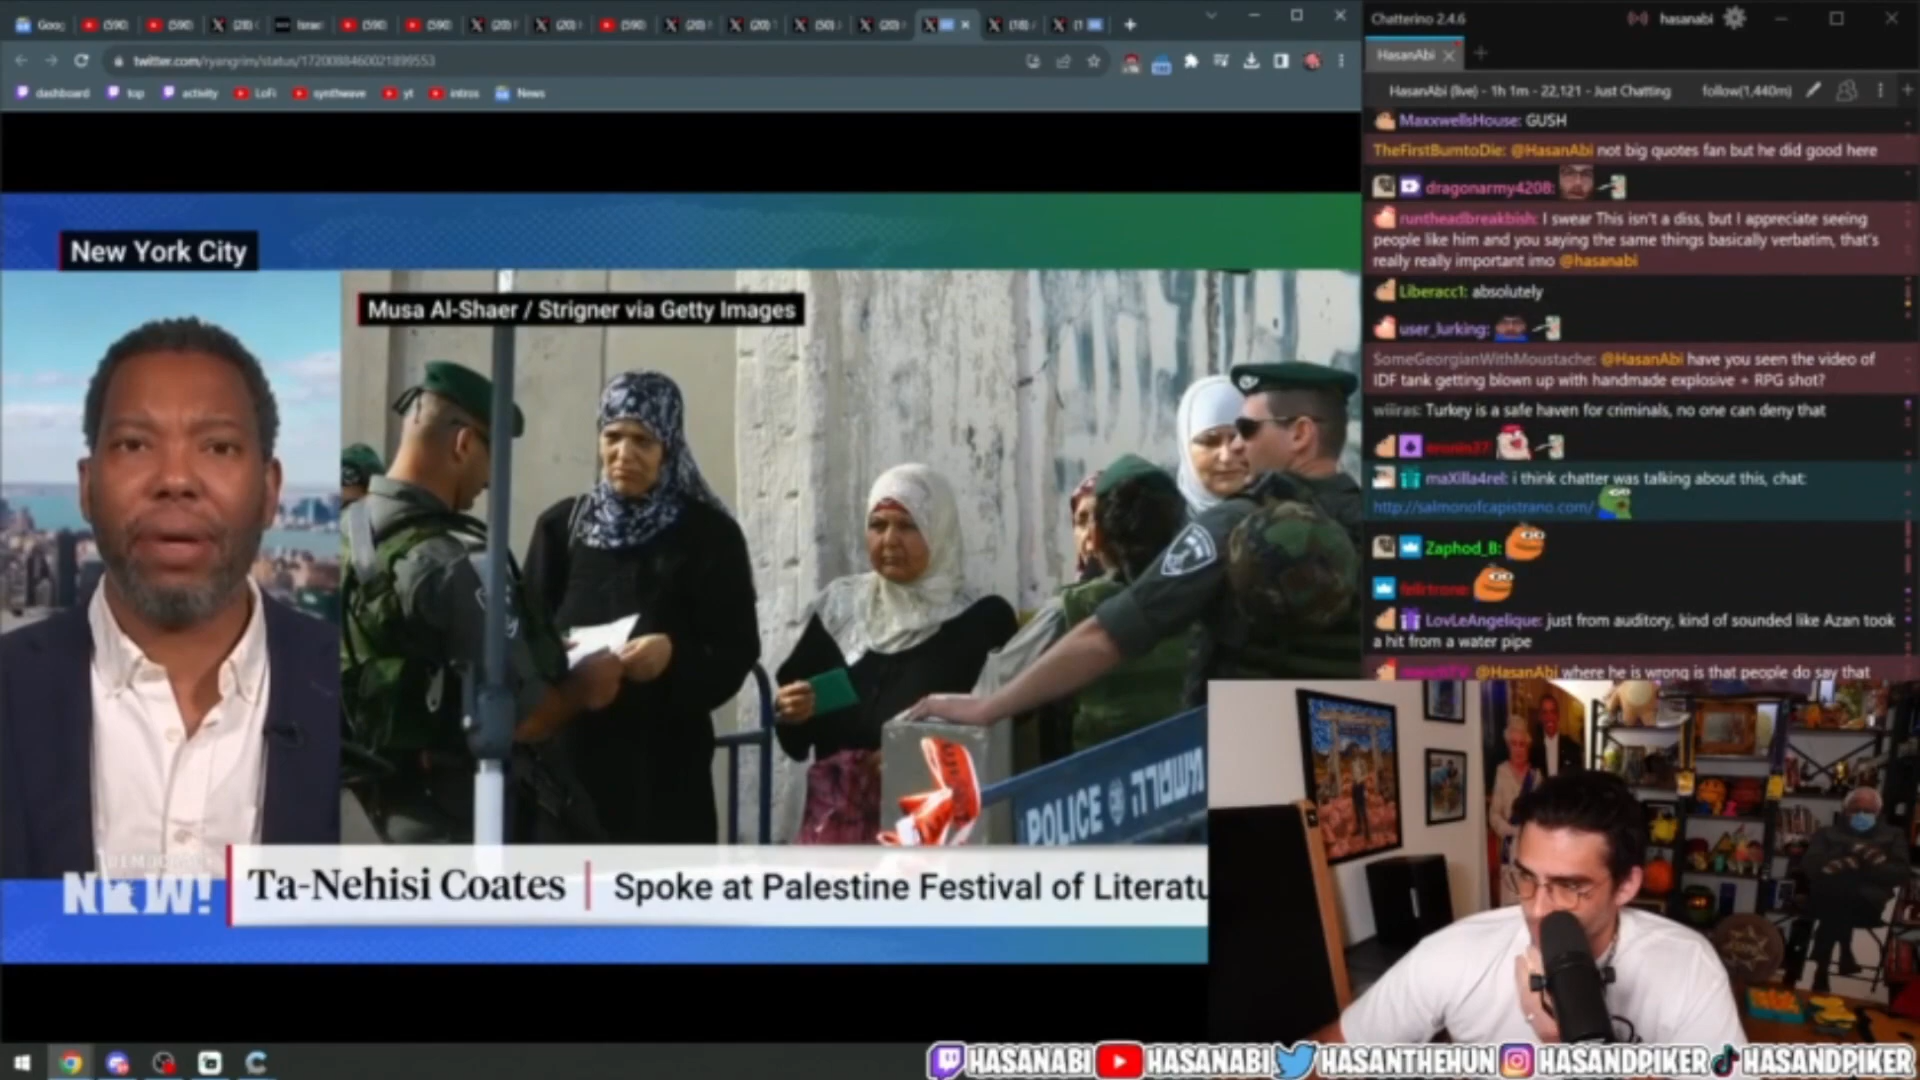 twitter.com/ryangrim/status/1720088460021899553
dashboard
top
activity
LoFi
synthwave
yt
intros
News
New York City
Musa Al-Shaer / Strigner via Getty Images
POLICE משטרה
NOW!
Ta-Nehisi Coates | Spoke at Palestine Festival of Literatu
Chatterino 2.4.6
hasanabi
HasanAbi
HasanAbi (live) - 1h 1m - 22,121 - Just Chatting
follow(1,440m)
MaxxwellsHouse: GUSH
TheFirstBumtoDie: @HasanAbi not big quotes fan but he did good here
dragonarmy4208:
runtheadbreakbish: I swear This isn't a diss, but I appreciate seeing
people like him and you saying the same things basically verbatim, that's
really really important imo @hasanabi
Liberacc1: absolutely
user_lurking:
SomeGeorgianWithMoustache: @HasanAbi have you seen the video of
IDF tank getting blown up with handmade explosive + RPG shot?
wiiiras: Turkey is a safe haven for criminals, no one can deny that
maXilla4rel: i think chatter was talking about this, chat:
http://salmonofcapistrano.com/
Zaphod_B:
LovLeAngelique: just from auditory, kind of sounded like Azan took
a hit from a water pipe
@HasanAbi where he is wrong is that people do say that
HASANABI
HASANABI
HASANTHEHUN
HASANDPIKER
HASANDPIKER